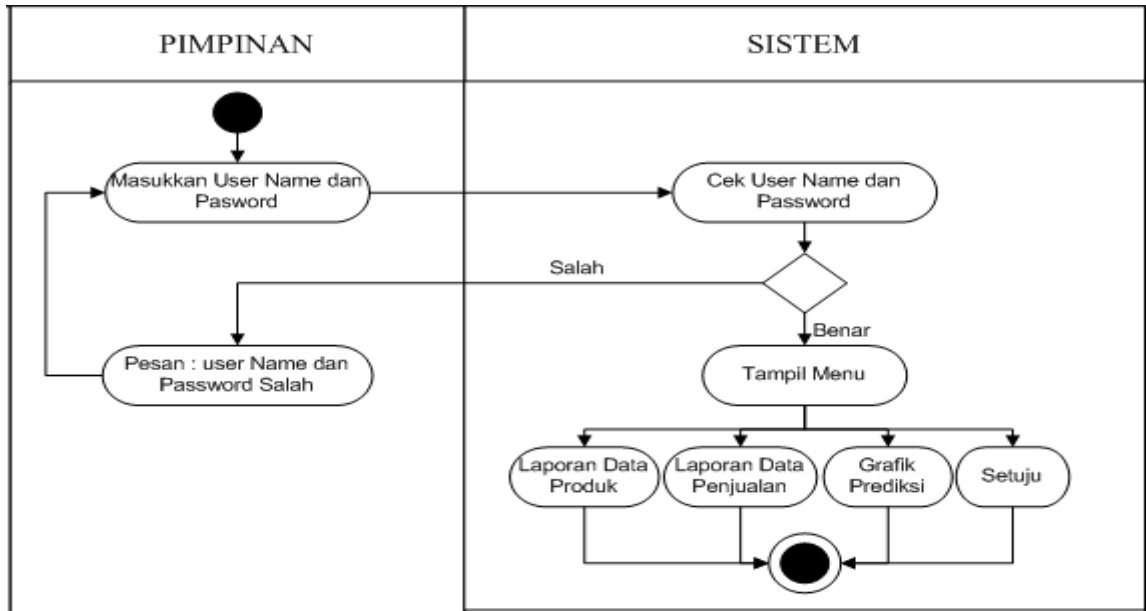 PIMPINAN
SISTEM
Masukkan User Name dan
Pasword
Cek User Name dan
Password
Salah
Benar
Pesan : user Name dan
Password Salah
Tampil Menu
Laporan Data
Produk
Laporan Data
Penjualan
Grafik
Prediksi
Setuju